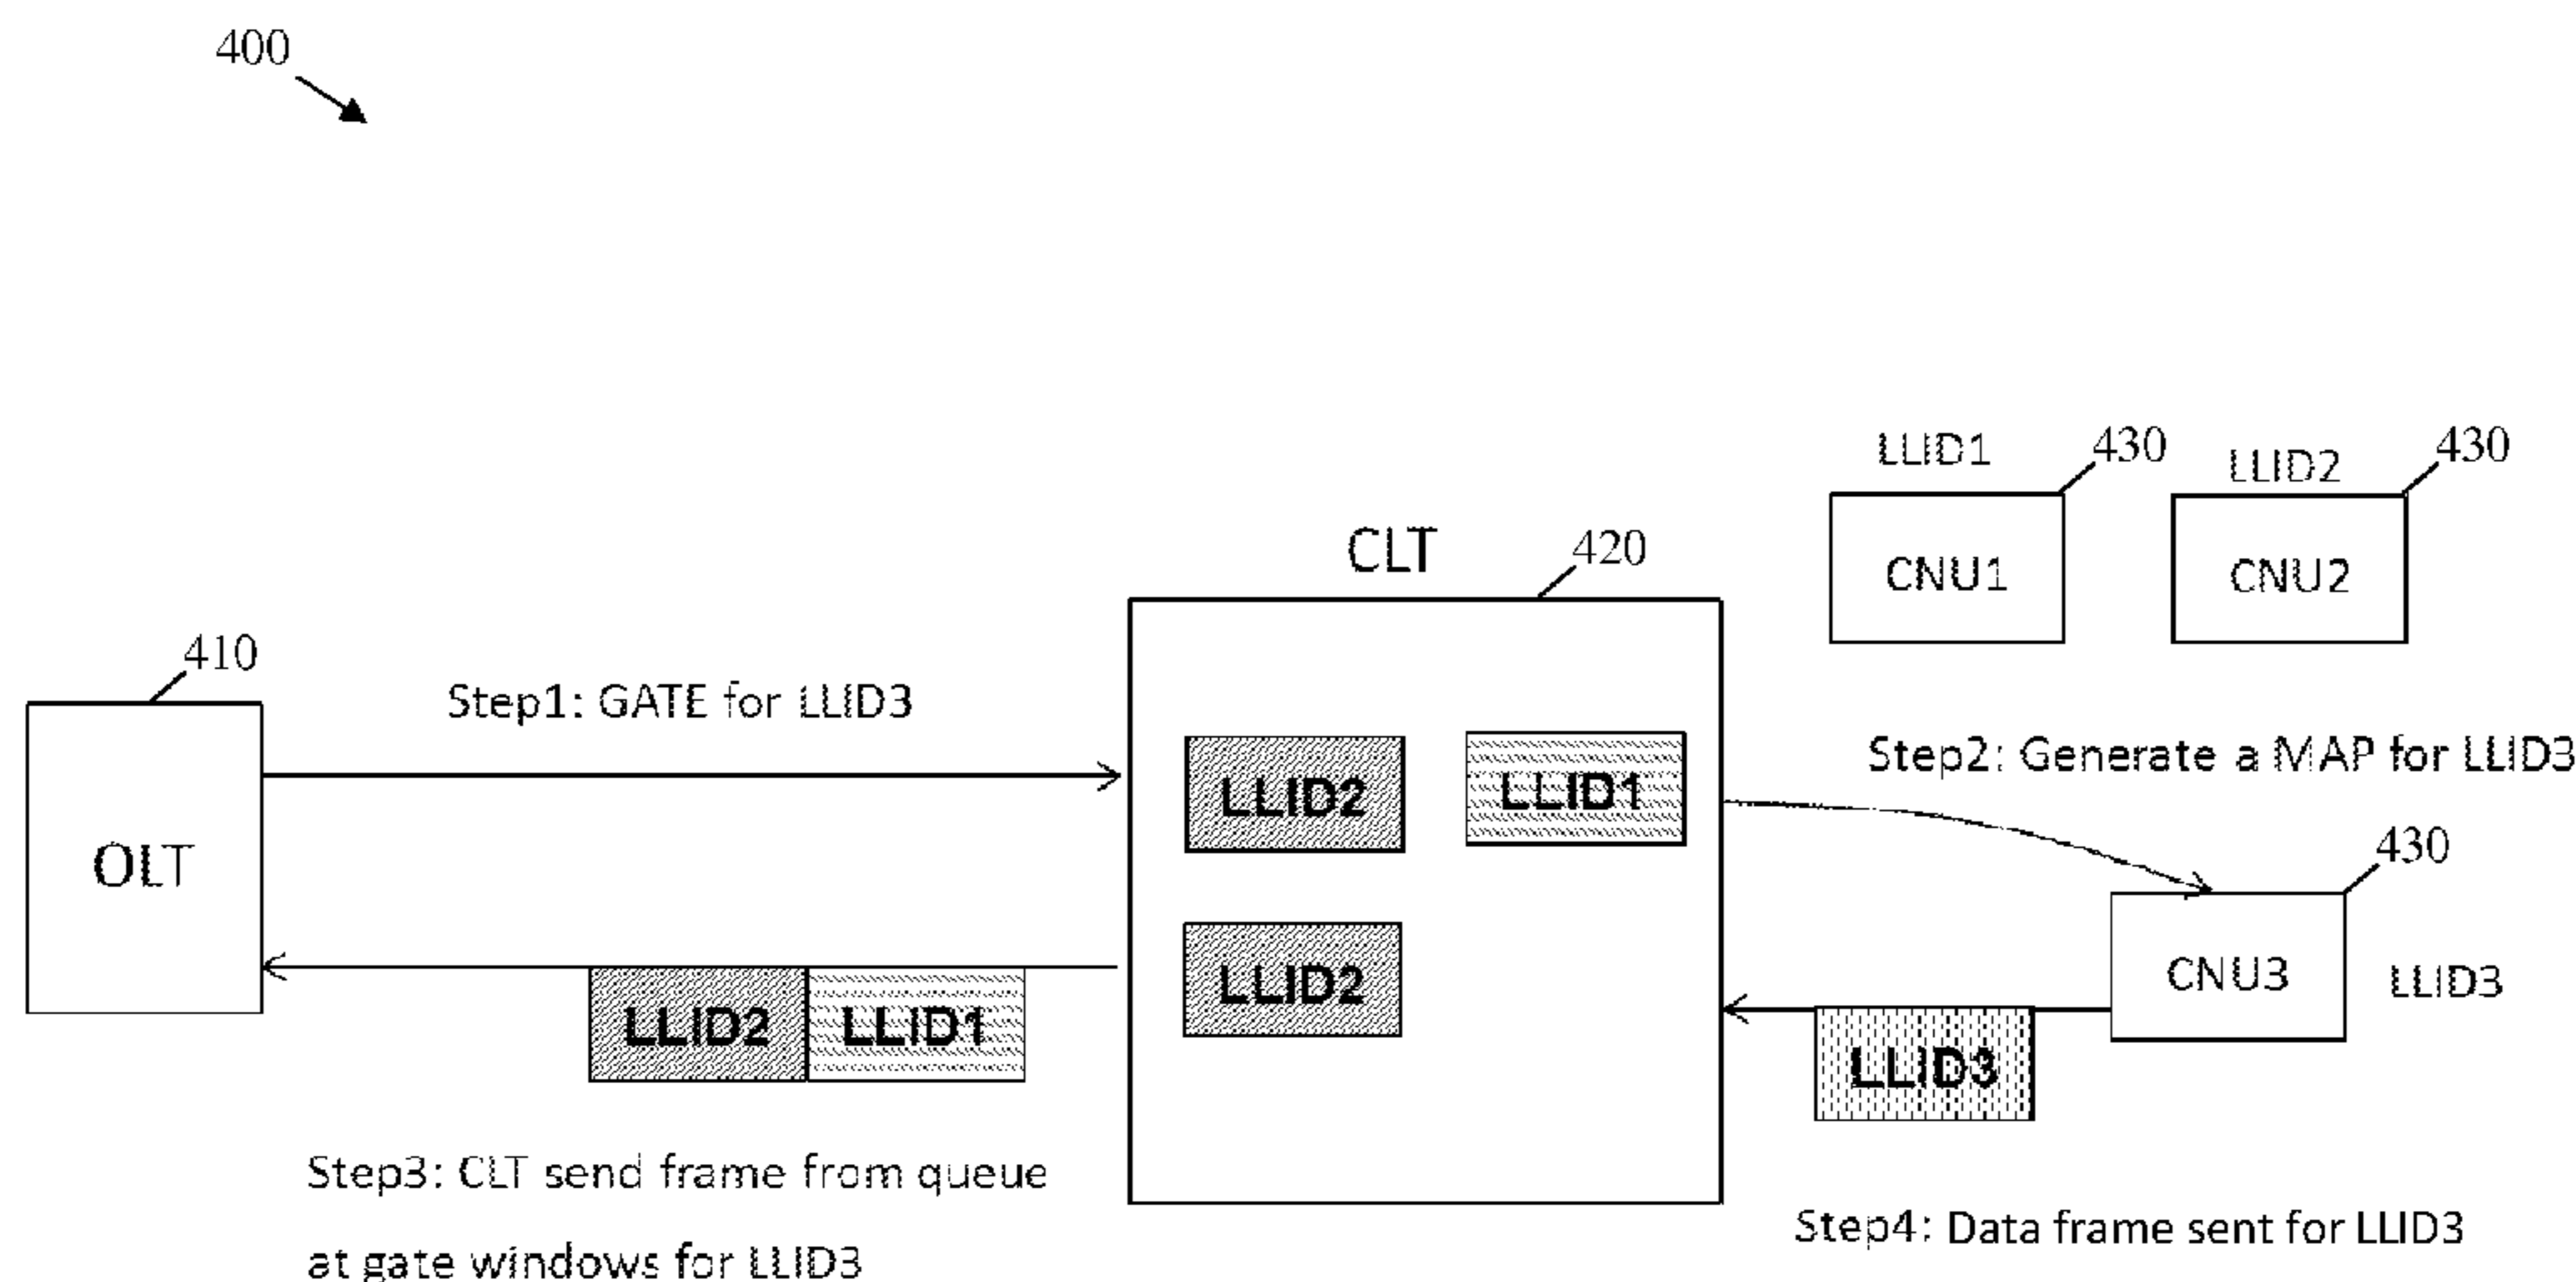 400
LLID1
430
LLID2
430
CNU1
CNU2
CLT
420
410
Step1: GATE for LLID3
Step2: Generate a MAP for LLID3
OLT
LLID2
LLID1
430
LLID2
CNU3
LLID3
LLID2
LLID1
LLID3
Step3: CLT send frame from queue
at gate windows for LLID3
Step4: Data frame sent for LLID3